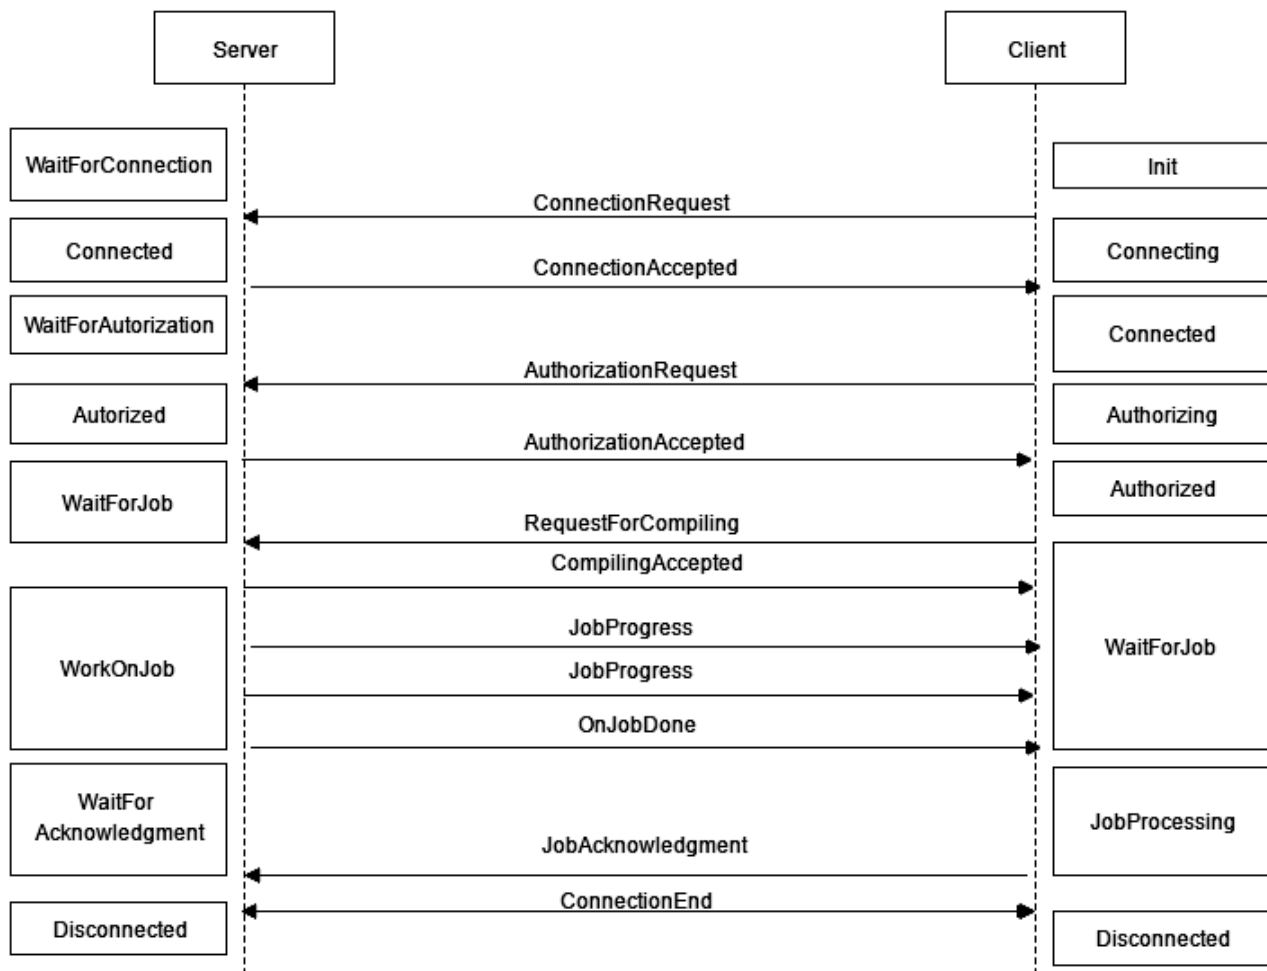 Server
Client
WaitForConnection
Init
ConnectionRequest
Connected
Connecting
ConnectionAccepted
WaitForAutorization
Connected
AuthorizationRequest
Autorized
Authorizing
AuthorizationAccepted
WaitForJob
Authorized
RequestForCompiling
CompilingAccepted
JobProgress
WorkOnJob
WaitForJob
JobProgress
OnJobDone
WaitFor
Acknowledgment
JobProcessing
JobAcknowledgment
ConnectionEnd
Disconnected
Disconnected